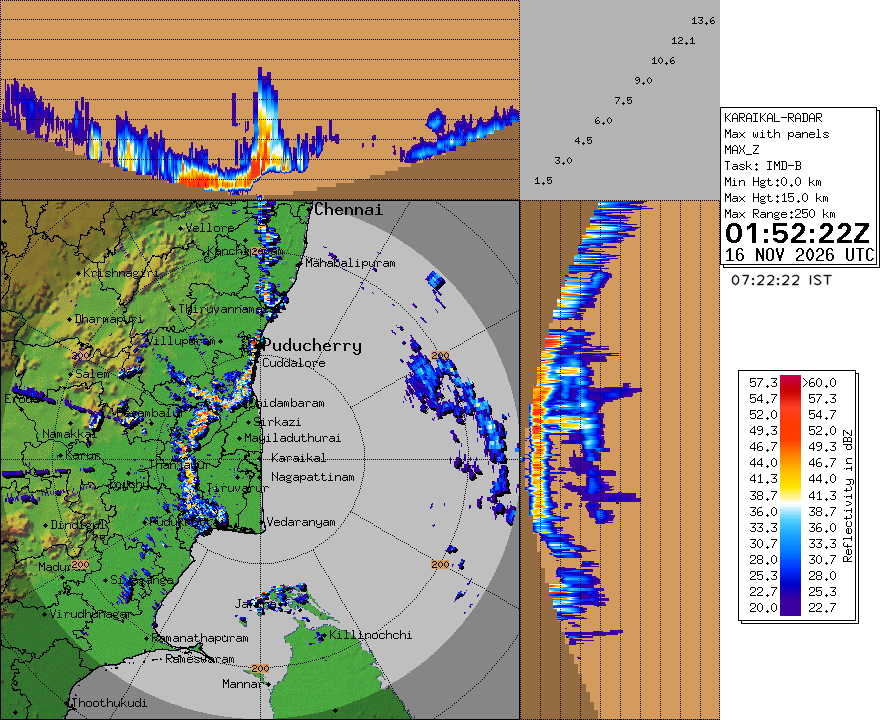 13.6
12.1
10.6
9.0
7.5
6.0
4.5
3.0
1.5
KARAIKAL-RADAR
Max with panels
MAX_Z
Task: IMD-B
Min Hgt:0.0 km
Max Hgt:15.0 km
Max Range:250 km
01:52:22Z
16 NOV 2026 UTC
07:22:22 IST
Chennai
Vellore
200
Mahabalipuram
Krishnagiri
Dharmapuri
Villupuram
Puducherry
200
200
Cuddalore
Salem
Sirkazi
Namakkal
Mayiladuthurai
Karur
Karaikal
Nagapattinam
Tiruvarur
Vedaranyam
200
200
Virudhunagar
Killinochchi
Ramanathapuram
Rameswaram
200
Mannar
Thoothukudi
57.3 >60.0
54.7 57.3
52.0 54.7
49.3 52.0
46.7 49.3
44.0 46.7
41.3 44.0
38.7 41.3
36.0 38.7
33.3 36.0
30.7 33.3
28.0 30.7
25.3 28.0
22.7 25.3
20.0 22.7
Reflectivity in dBZ